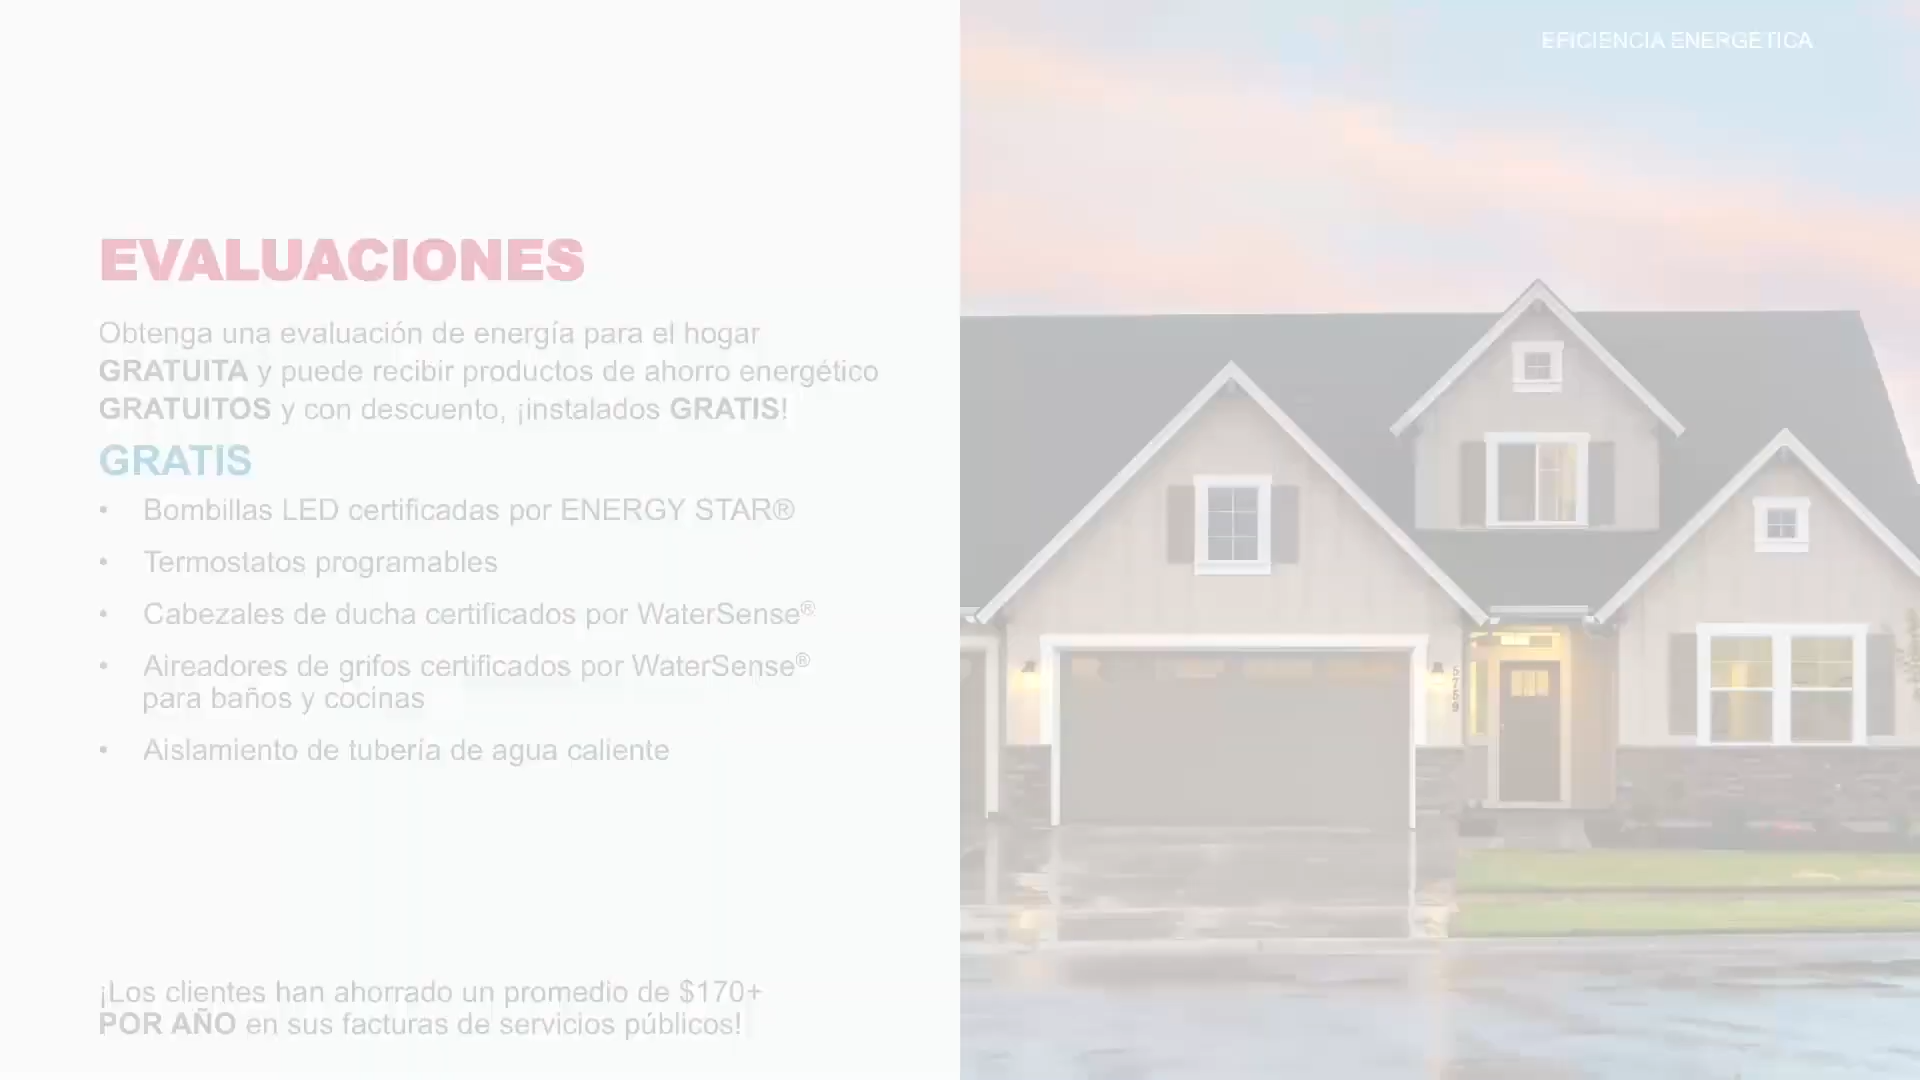 EFICIENCIA ENERGÉTICA
EVALUACIONES
Obtenga una evaluación de energía para el hogar
GRATUITA y puede recibir productos de ahorro energético
GRATUITOS y con descuento, ¡instalados GRATIS!
GRATIS
• Bombillas LED certificadas por ENERGY STAR®
• Termostatos programables
• Cabezales de ducha certificados por WaterSense®
• Aireadores de grifos certificados por WaterSense®
para baños y cocinas
• Aislamiento de tubería de agua caliente
¡Los clientes han ahorrado un promedio de $170+
POR AÑO en sus facturas de servicios públicos!